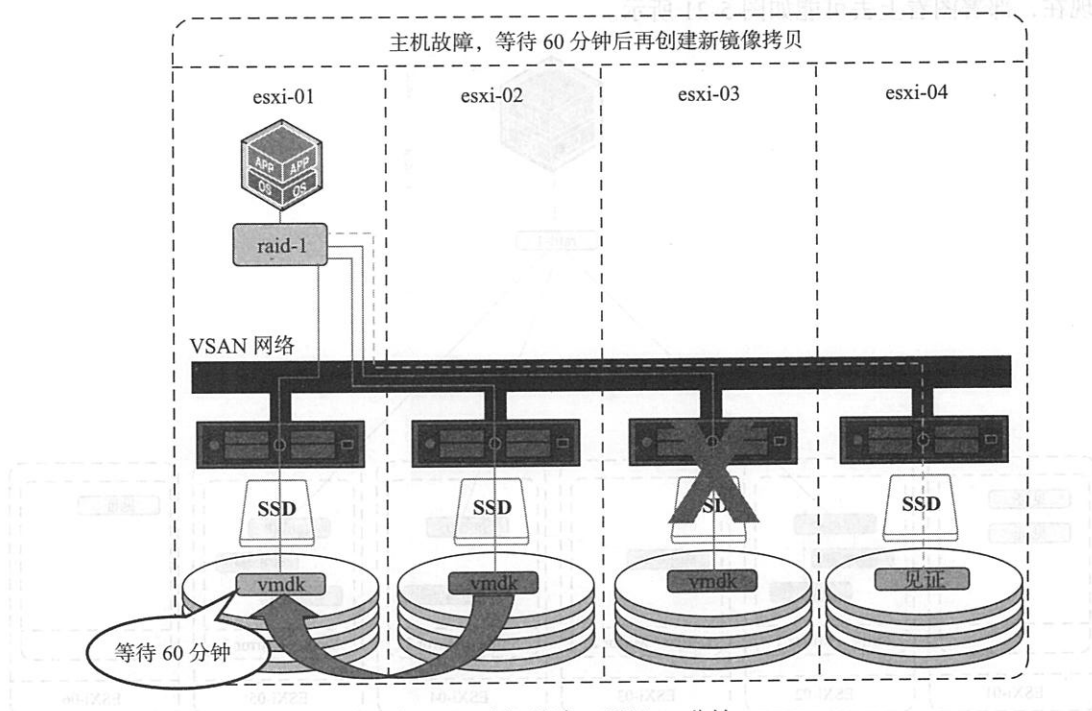 主机故障，等待 60 分钟后再创建新镜像拷贝
esxi-01
esxi-02
esxi-03
esxi-04
APP APP
OS OS
raid-1
VSAN 网络
SSD
SSD
SSD
SSD
vmdk
vmdk
vmdk
见证
等待 60 分钟